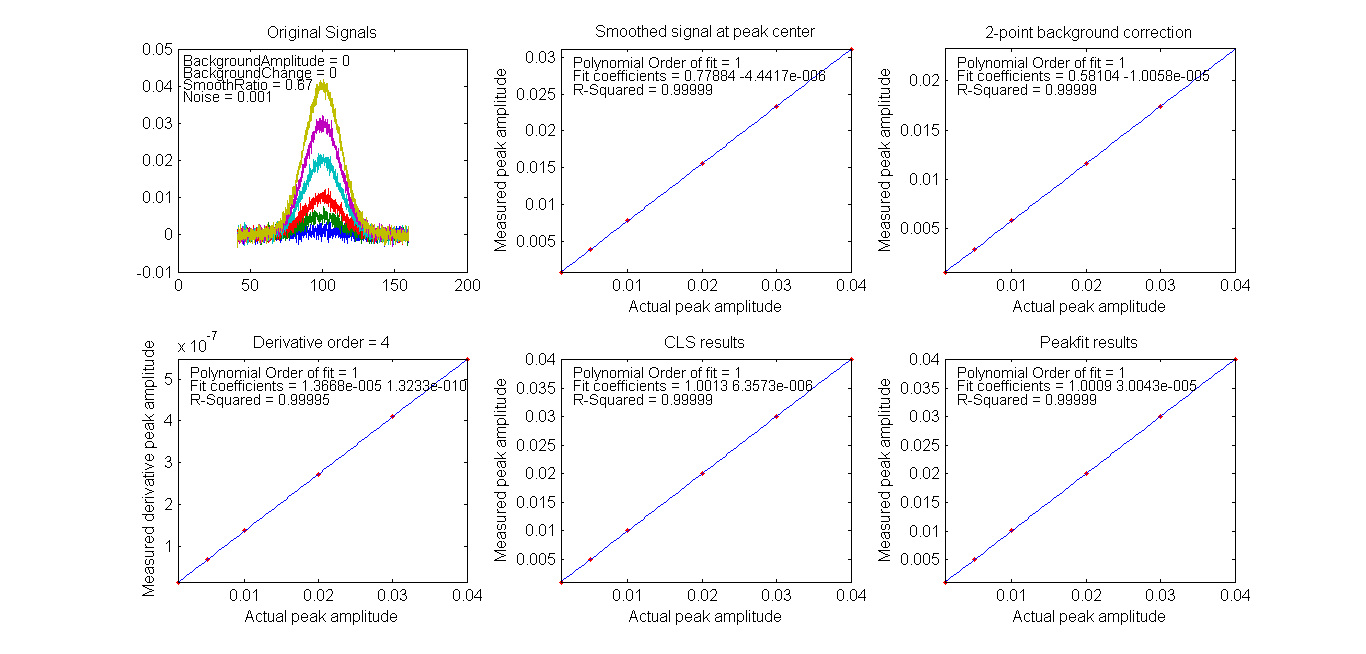 Original Signals
BackgroundAmplitude = 0
BackgroundChange = 0
SmoothRatio = 0.67
Noise = 0.001
0.05
0.04
0.03
0.02
0.01
0
-0.01
0 50 100 150 200
Smoothed signal at peak center
Polynomial Order of fit = 1
Fit coefficients = 0.77884 -4.4417e-006
R-Squared = 0.99999
Measured peak amplitude
0.03
0.025
0.02
0.015
0.01
0.005
0.01 0.02 0.03 0.04
Actual peak amplitude
2-point background correction
Polynomial Order of fit = 1
Fit coefficients = 0.58104 -1.0058e-005
R-Squared = 0.99999
Measured peak amplitude
0.02
0.015
0.01
0.005
0.01 0.02 0.03 0.04
Actual peak amplitude
x 10-7
Derivative order = 4
Polynomial Order of fit = 1
Fit coefficients = 1.3668e-005 1.3233e-010
R-Squared = 0.99995
Measured derivative peak amplitude
5
4
3
2
1
0.01 0.02 0.03 0.04
Actual peak amplitude
CLS results
Polynomial Order of fit = 1
Fit coefficients = 1.0013 6.3573e-006
R-Squared = 0.99999
Measured peak amplitude
0.04
0.035
0.03
0.025
0.02
0.015
0.01
0.005
0.01 0.02 0.03 0.04
Actual peak amplitude
Peakfit results
Polynomial Order of fit = 1
Fit coefficients = 1.0009 3.0043e-005
R-Squared = 0.99999
Measured peak amplitude
0.04
0.035
0.03
0.025
0.02
0.015
0.01
0.005
0.01 0.02 0.03 0.04
Actual peak amplitude